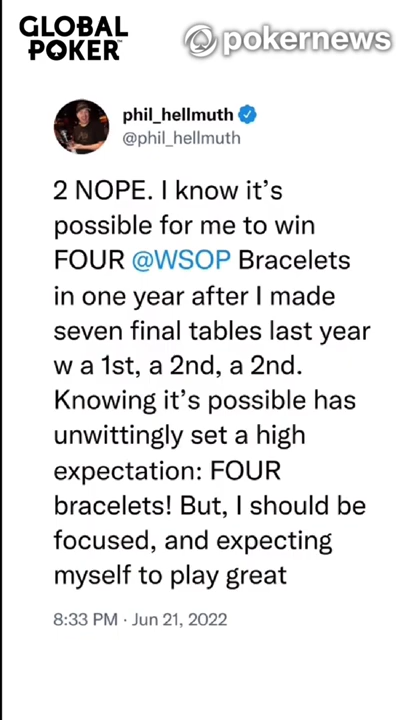 GLOBAL POKER™
pokernews
phil_hellmuth
@phil_hellmuth
2 NOPE. I know it's
possible for me to win
FOUR @WSOP Bracelets
in one year after I made
seven final tables last year
w a 1st, a 2nd, a 2nd.
Knowing it's possible has
unwittingly set a high
expectation: FOUR
bracelets! But, I should be
focused, and expecting
myself to play great
8:33 PM · Jun 21, 2022